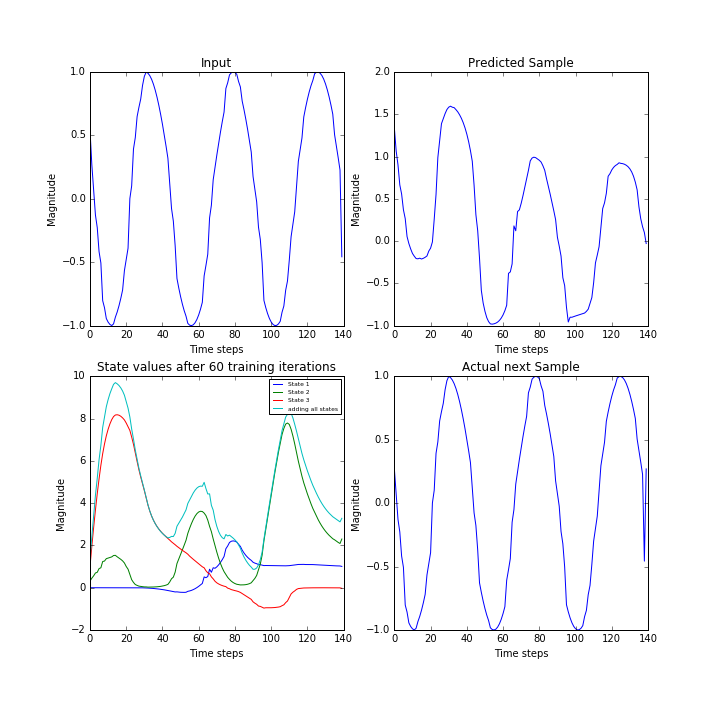 Input
1.0
0.5
0.0
−0.5
−1.0
Magnitude
0 20 40 60 80 100 120 140
Time steps
Predicted Sample
2.0
1.5
1.0
0.5
0.0
−0.5
−1.0
Magnitude
0 20 40 60 80 100 120 140
Time steps
State values after 60 training iterations
10
8
6
4
2
0
−2
Magnitude
State 1
State 2
State 3
adding all states
0 20 40 60 80 100 120 140
Time steps
Actual next Sample
1.0
0.5
0.0
−0.5
−1.0
Magnitude
0 20 40 60 80 100 120 140
Time steps